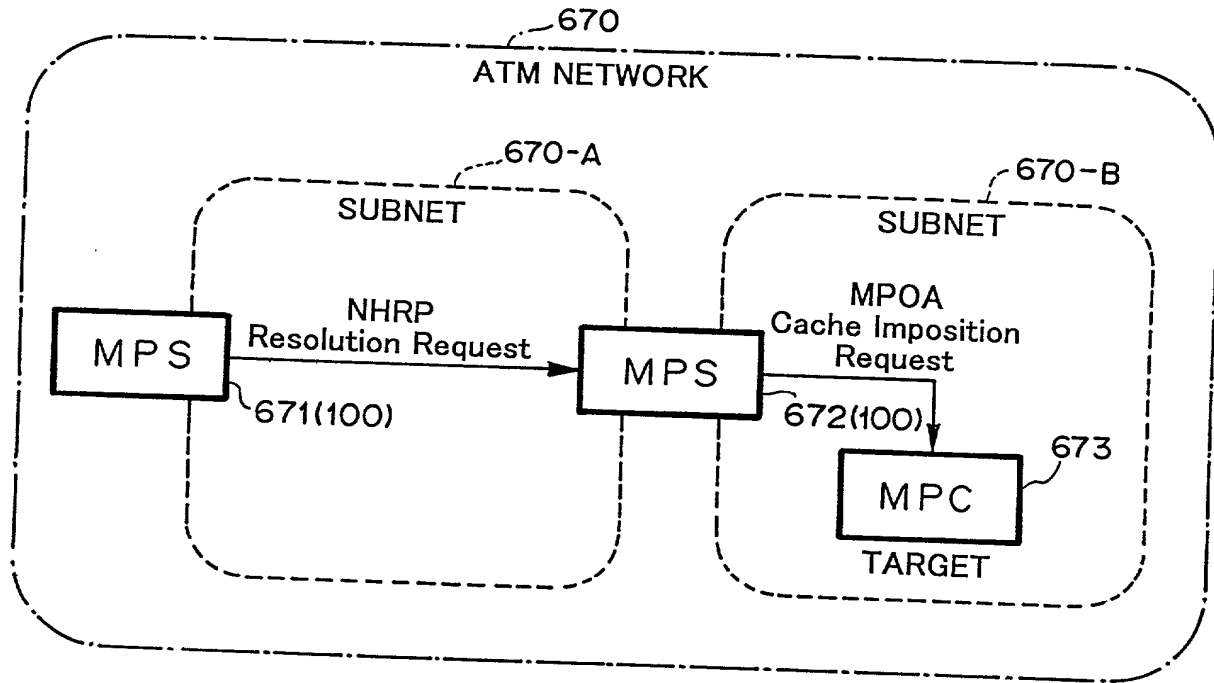 670
ATM NETWORK
670-A
SUBNET
670-B
SUBNET
NHRP
Resolution Request
MPOA
Cache Imposition
Request
MPS
671(100)
MPS
672(100)
673
MPC
TARGET